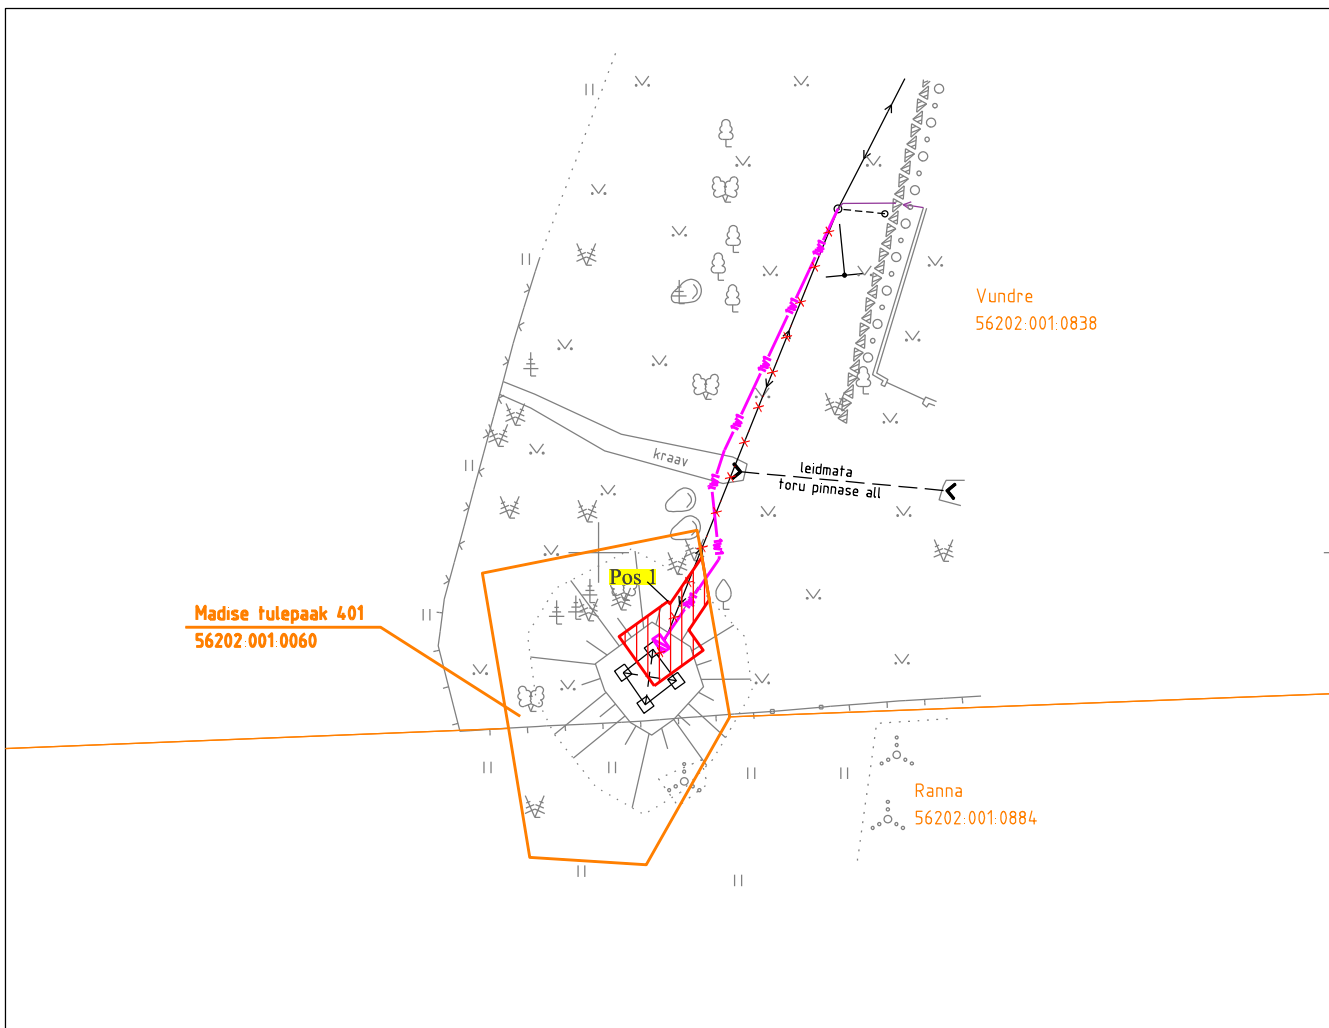 Vundre
56202:001:0838
kraav
leidmata
toru pinnase all
Pos 1
Madise tulepaak 401
56202:001:0060
Ranna
56202:001:0884